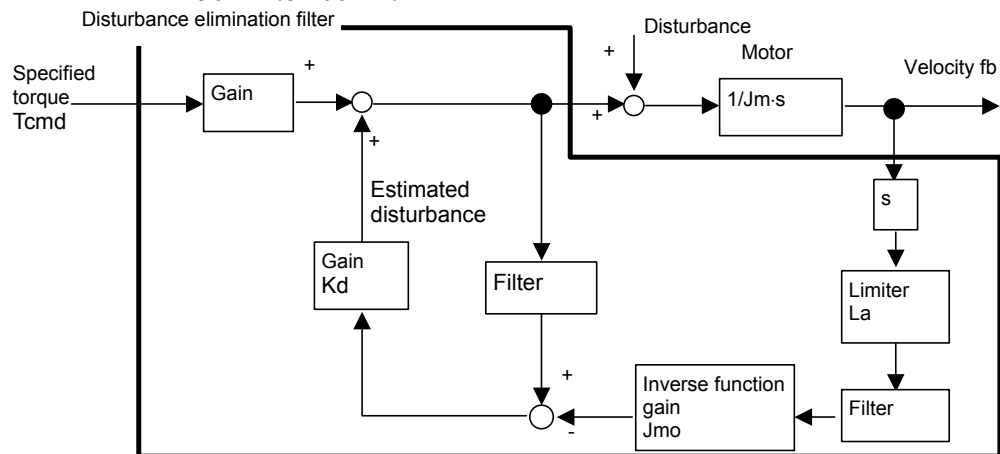 Disturbance elimination filter
Disturbance
+
Motor
Velocity fb
Specified
torque
Tcmd
Gain
+
+
1/Jm·s
+
Estimated
disturbance
s
Gain
Kd
Filter
Limiter
La
+
-
Inverse function
gain
Jmo
Filter